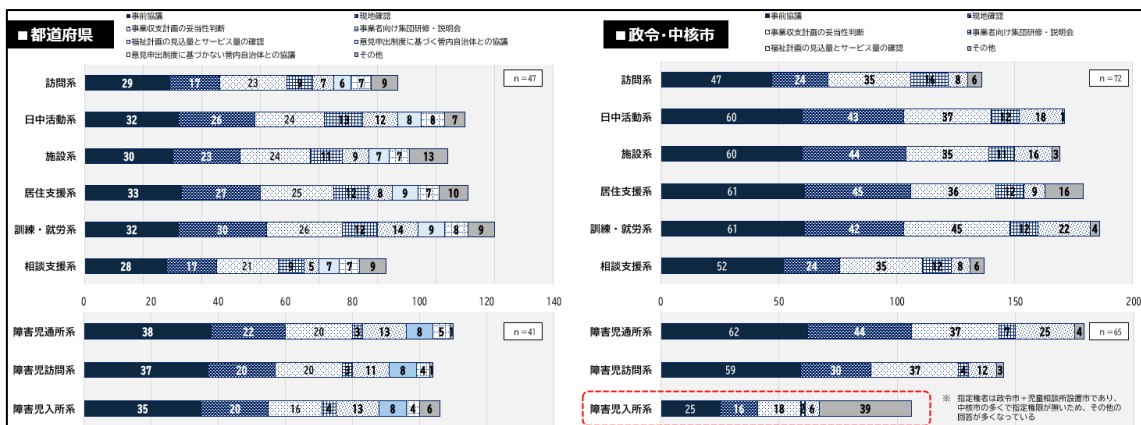 ■都道府県
■事前協議
■現地確認
□事業収支計画の妥当性判断
■事業者向け集団研修・説明会
□福祉計画の見込量とサービス量の確認
□意見申出制度に基づく管内自治体との協議
□意見申出制度に基づかない管内自治体との協議
■その他
n=47
訪問系 29 17 23 9 7 6 7 9
日中活動系 32 26 24 13 12 8 8 7
施設系 30 23 24 11 9 7 7 13
居住支援系 33 27 25 12 8 9 7 10
訓練・就労系 32 30 26 12 14 9 8 9
相談支援系 28 17 21 9 5 7 7 9
0 20 40 60 80 100 120 140
n=41
障害児通所系 38 22 20 3 13 8 5 1
障害児訪問系 37 20 20 3 11 8 4 1
障害児入所系 35 20 16 4 13 8 4 6
■政令・中核市
■事前協議
■現地確認
□事業収支計画の妥当性判断
■事業者向け集団研修・説明会
□福祉計画の見込量とサービス量の確認
■その他
n=72
訪問系 47 24 35 16 8 6
日中活動系 60 43 37 12 18 1
施設系 60 44 35 11 16 3
居住支援系 61 45 36 12 9 16
訓練・就労系 61 42 45 12 22 4
相談支援系 52 24 35 12 8 6
0 50 100 150 200
n=65
障害児通所系 62 44 37 7 25 4
障害児訪問系 59 30 37 4 12 3
障害児入所系 25 16 18 2 6 39
※ 指定権者は政令市+児童相談所設置市であり、
中核市の多くで指定権限が無いため、その他の
回答が多くなっている